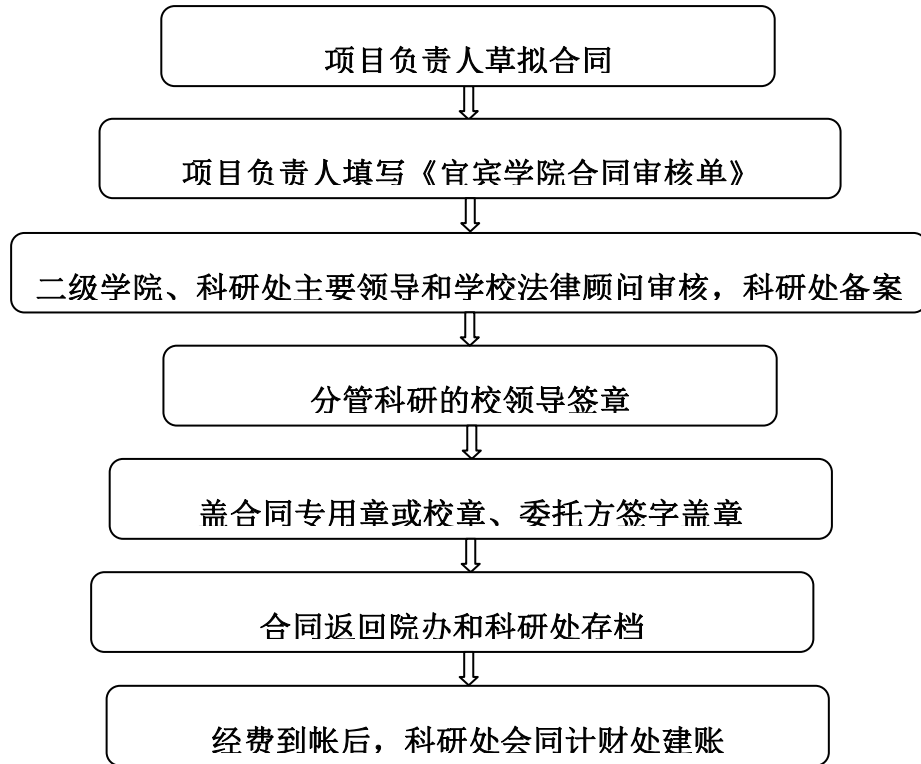 项目负责人草拟合同
项目负责人填写《宜宾学院合同审核单》
二级学院、科研处主要领导和学校法律顾问审核，科研处备案
分管科研的校领导签章
盖合同专用章或校章、委托方签字盖章
合同返回院办和科研处存档
经费到帐后，科研处会同计财处建账